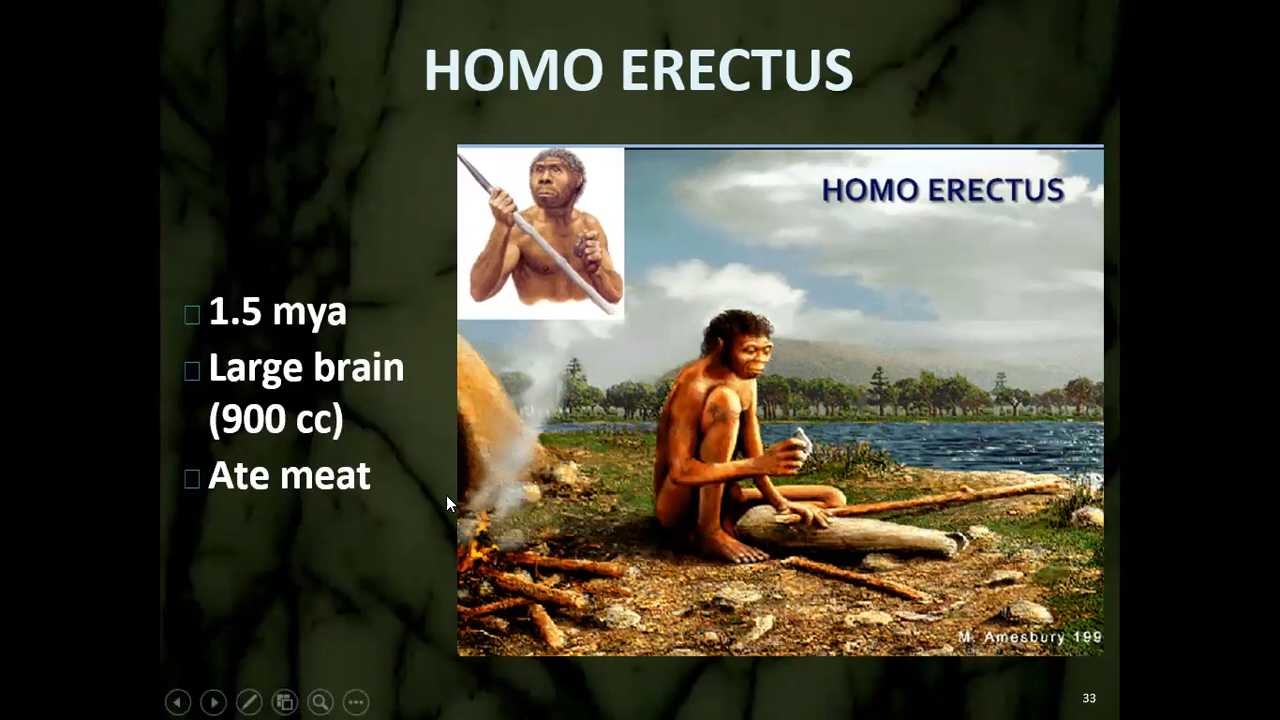 HOMO ERECTUS
HOMO ERECTUS
1.5 mya
Large brain
(900 cc)
Ate meat
M. Amesbury 199
33